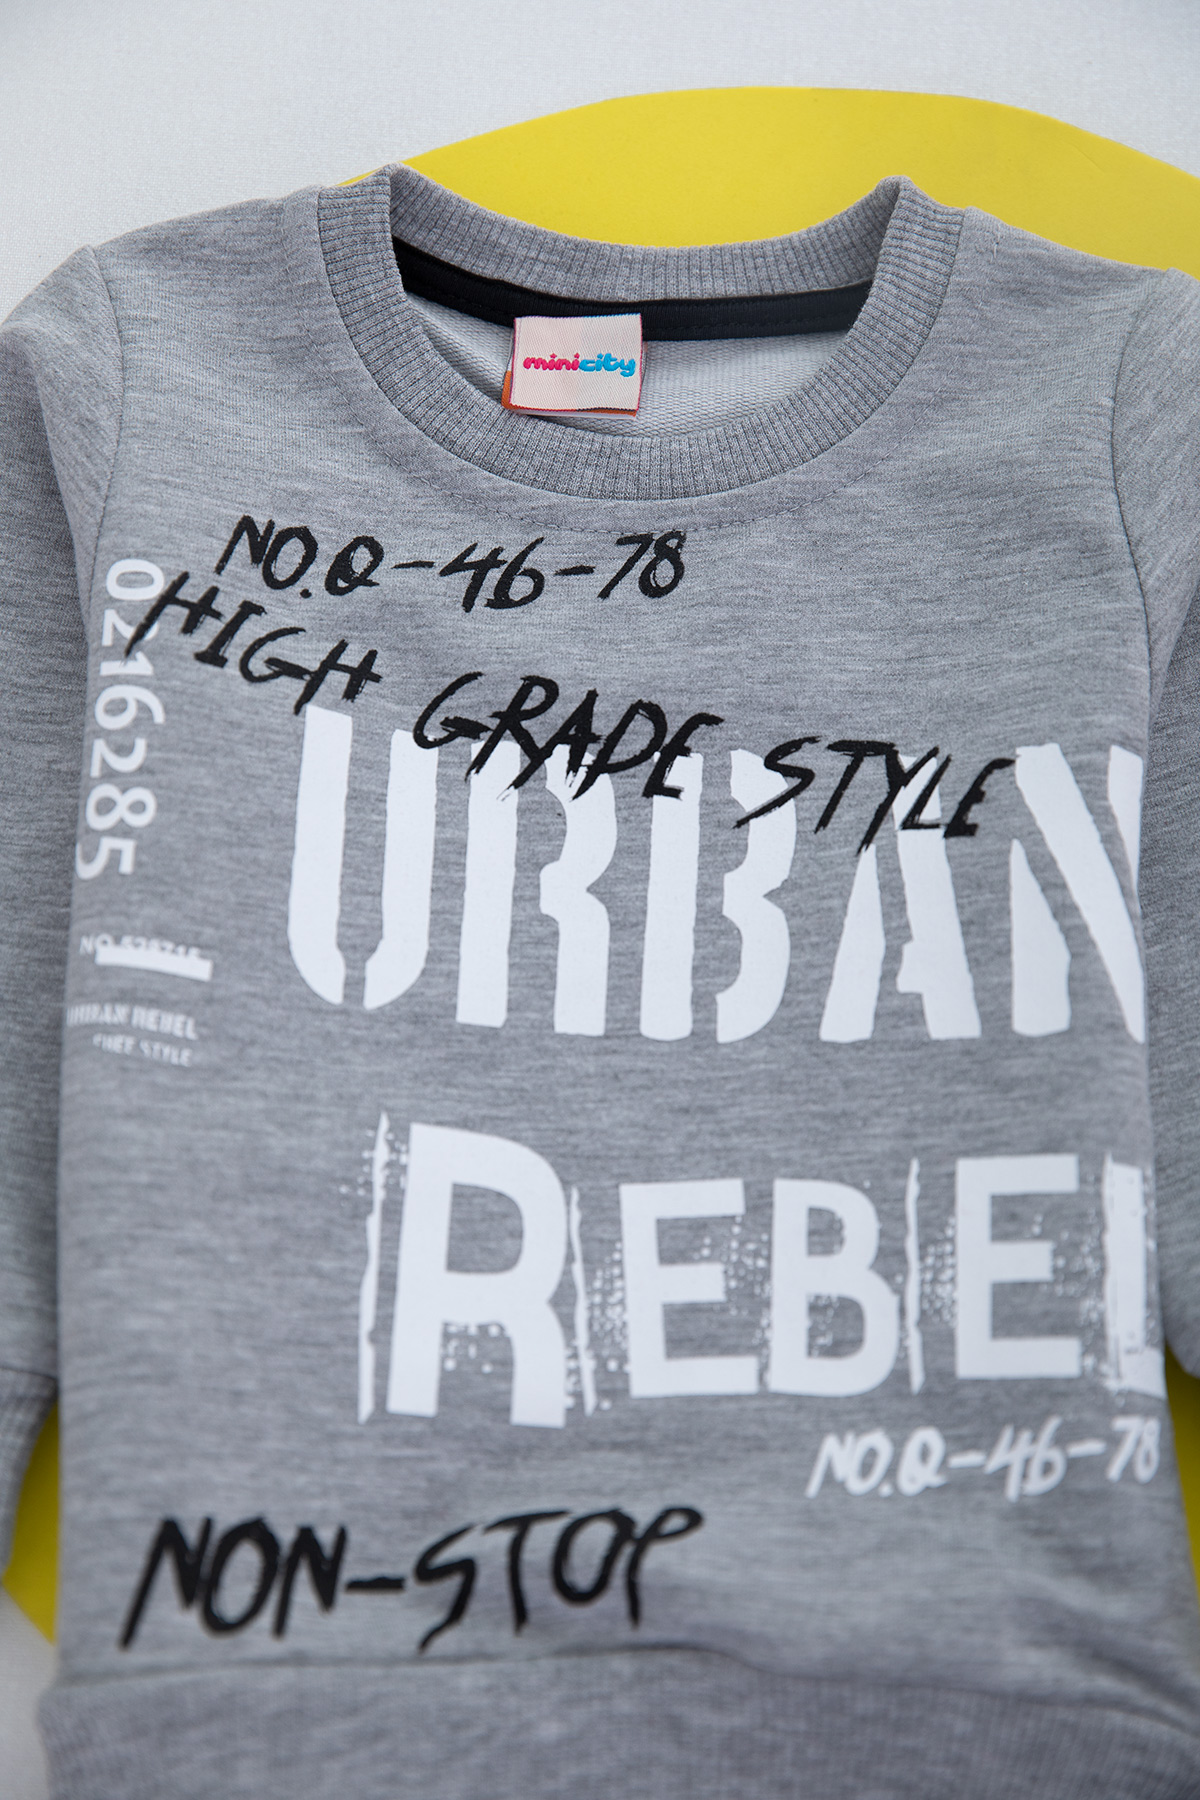 minicity
NO.Q-46-78
HIGH GRADE STYLE
0216285
URBAN
URBAN REBEL
REBEL
NO.Q-46-78
NON-STOP